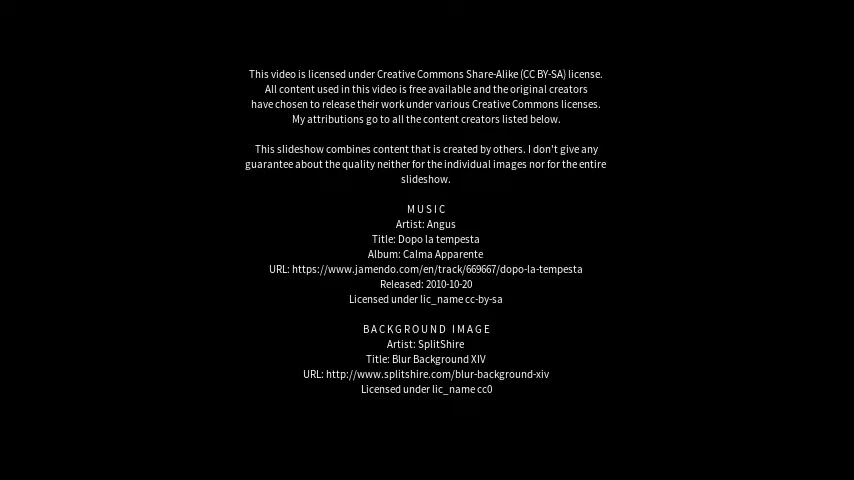 This video is licensed under Creative Commons Share-Alike (CC BY-SA) license.
All content used in this video is free available and the original creators
have chosen to release their work under various Creative Commons licenses.
My attributions go to all the content creators listed below.
This slideshow combines content that is created by others. I don't give any
guarantee about the quality neither for the individual images nor for the entire
slideshow.
MUSIC
Artist: Angus
Title: Dopo la tempesta
Album: Calma Apparente
URL: https://www.jamendo.com/en/track/669667/dopo-la-tempesta
Released: 2010-10-20
Licensed under lic_name cc-by-sa
BACKGROUND IMAGE
Artist: SplitShire
Title: Blur Background XIV
URL: http://www.splitshire.com/blur-background-xiv
Licensed under lic_name cc0